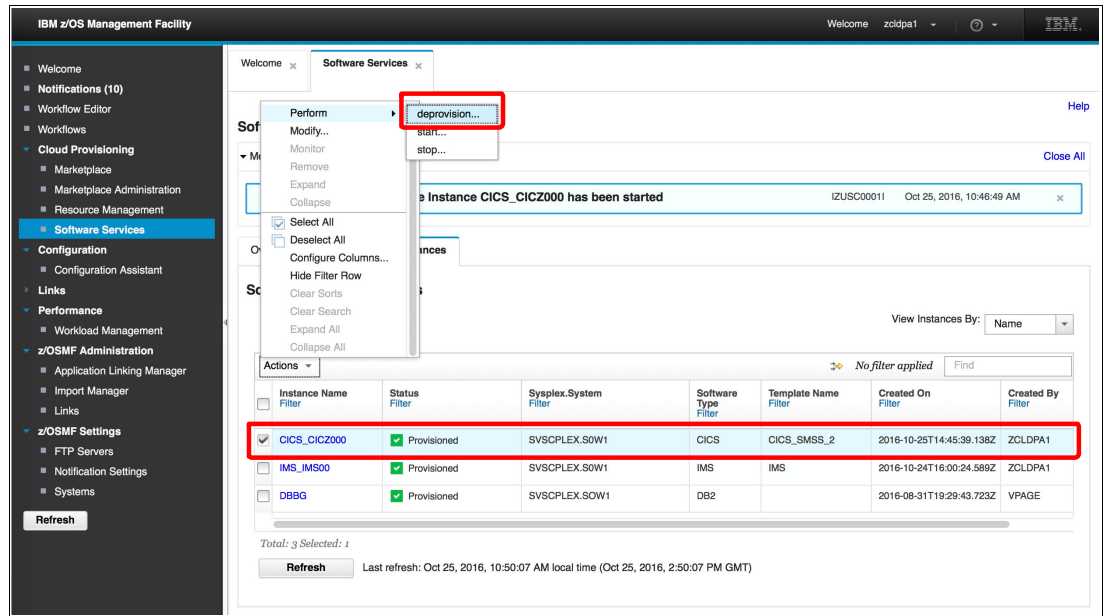 IBM z/OS Management Facility
Welcome zcldpa1
IBM.
Welcome
Notifications (10)
Workflow Editor
Workflows
Cloud Provisioning
Marketplace
Marketplace Administration
Resource Management
Software Services
Configuration
Configuration Assistant
Links
Performance
Workload Management
z/OSMF Administration
Application Linking Manager
Import Manager
Links
z/OSMF Settings
FTP Servers
Notification Settings
Systems
Refresh
Welcome × Software Services ×
Help
Close All
Perform
Modify...
Monitor
Remove
Expand
Collapse
Select All
Deselect All
Configure Columns...
Hide Filter Row
Clear Sorts
Clear Search
Expand All
Collapse All
deprovision...
start...
stop...
e Instance CICS_CICZ000 has been started IZUSC0001I Oct 25, 2016, 10:46:49 AM ×
View Instances By: Name
Actions No filter applied Find
Instance Name Status Sysplex.System Software Type Template Name Created On Created By
Filter Filter Filter Filter Filter Filter Filter
CICS_CICZ000 Provisioned SVSCPLEX.S0W1 CICS CICS_SMSS_2 2016-10-25T14:45:39.138Z ZCLDPA1
IMS_IMS00 Provisioned SVSCPLEX.S0W1 IMS IMS 2016-10-24T16:00:24.589Z ZCLDPA1
DBBG Provisioned SVSCPLEX.SOW1 DB2 2016-08-31T19:29:43.723Z VPAGE
Total: 3 Selected: 1
Refresh Last refresh: Oct 25, 2016, 10:50:07 AM local time (Oct 25, 2016, 2:50:07 PM GMT)